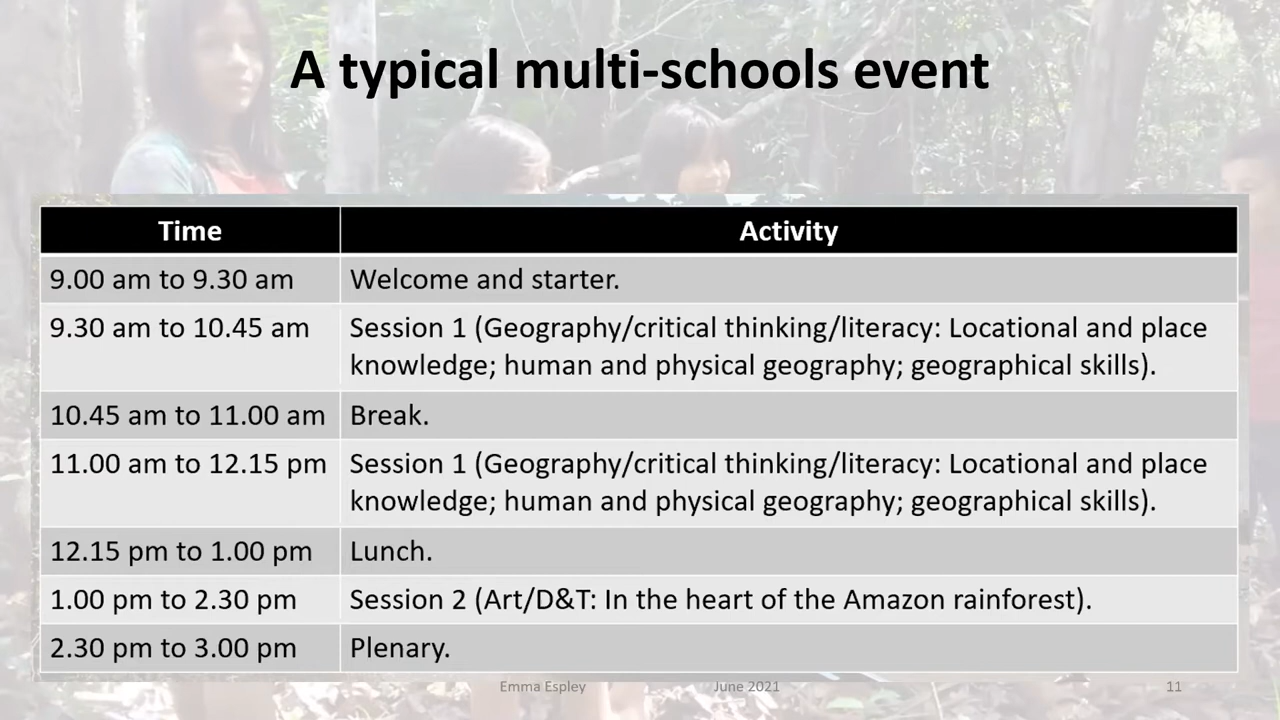 A typical multi-schools event
Time Activity
9.00 am to 9.30 am Welcome and starter.
9.30 am to 10.45 am Session 1 (Geography/critical thinking/literacy: Locational and place
knowledge; human and physical geography; geographical skills).
10.45 am to 11.00 am Break.
11.00 am to 12.15 pm Session 1 (Geography/critical thinking/literacy: Locational and place
knowledge; human and physical geography; geographical skills).
12.15 pm to 1.00 pm Lunch.
1.00 pm to 2.30 pm Session 2 (Art/D&T: In the heart of the Amazon rainforest).
2.30 pm to 3.00 pm Plenary.
Emma Espley June 2021 11